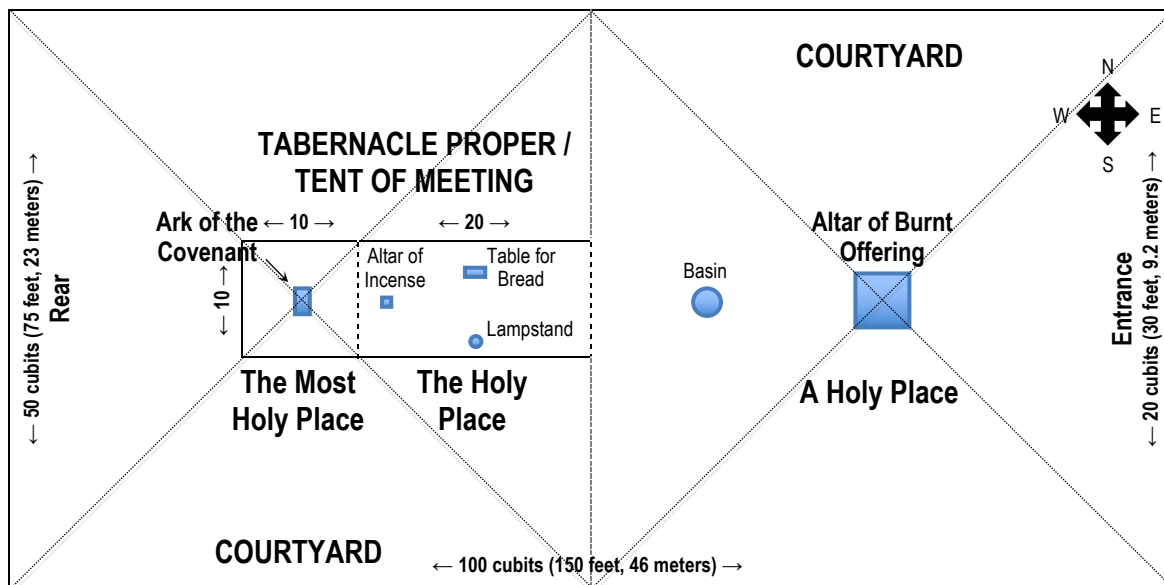 COURTYARD
N
W
E
S
TABERNACLE PROPER /
TENT OF MEETING
Ark of the
Covenant
← 10 →
← 20 →
← 10 →
Altar of
Incense
Table for
Bread
Lampstand
The Most
Holy Place
The Holy
Place
Basin
Altar of Burnt
Offering
A Holy Place
← 50 cubits (75 feet, 23 meters) →
Rear
Entrance
← 20 cubits (30 feet, 9.2 meters) →
COURTYARD
← 100 cubits (150 feet, 46 meters) →